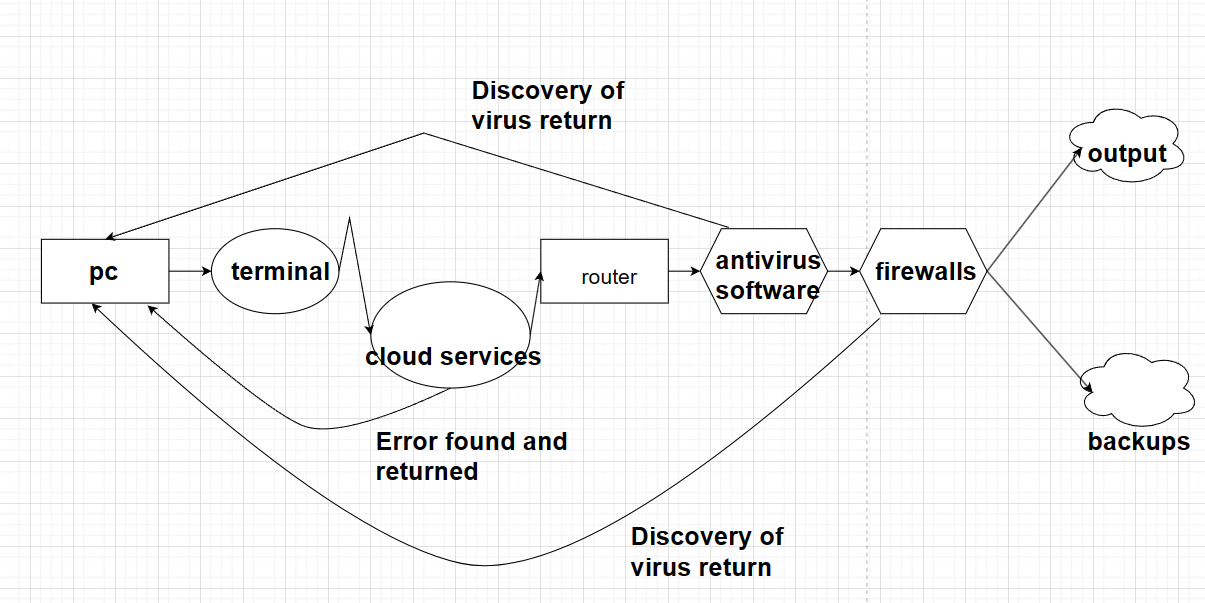 Discovery of
virus return
pc
terminal
cloud services
router
antivirus
software
firewalls
output
backups
Error found and
returned
Discovery of
virus return